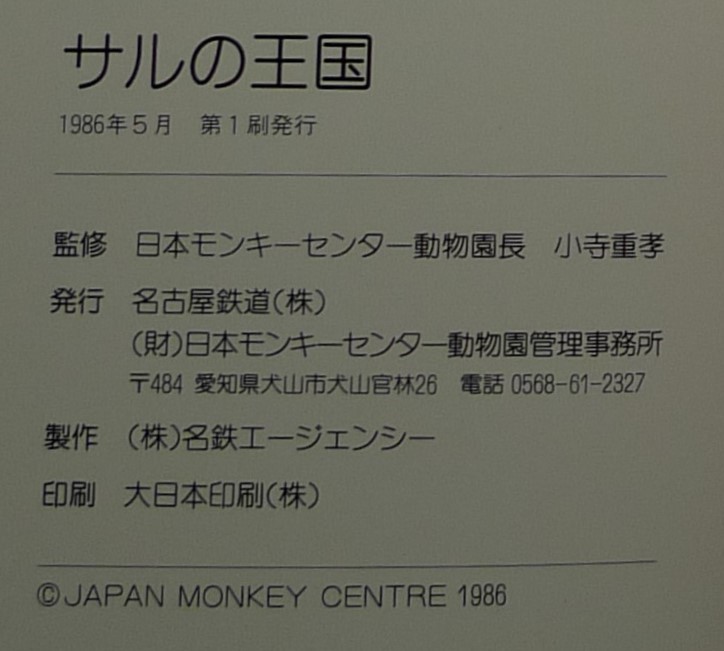 サルの王国
1986年5月　第1刷発行
監修　日本モンキーセンター動物園長　小寺重孝
発行　名古屋鉄道(株)
(財)日本モンキーセンター動物園管理事務所
〒484 愛知県犬山市犬山官林26　電話 0568-61-2327
製作　(株)名鉄エージェンシー
印刷　大日本印刷(株)
©JAPAN MONKEY CENTRE 1986